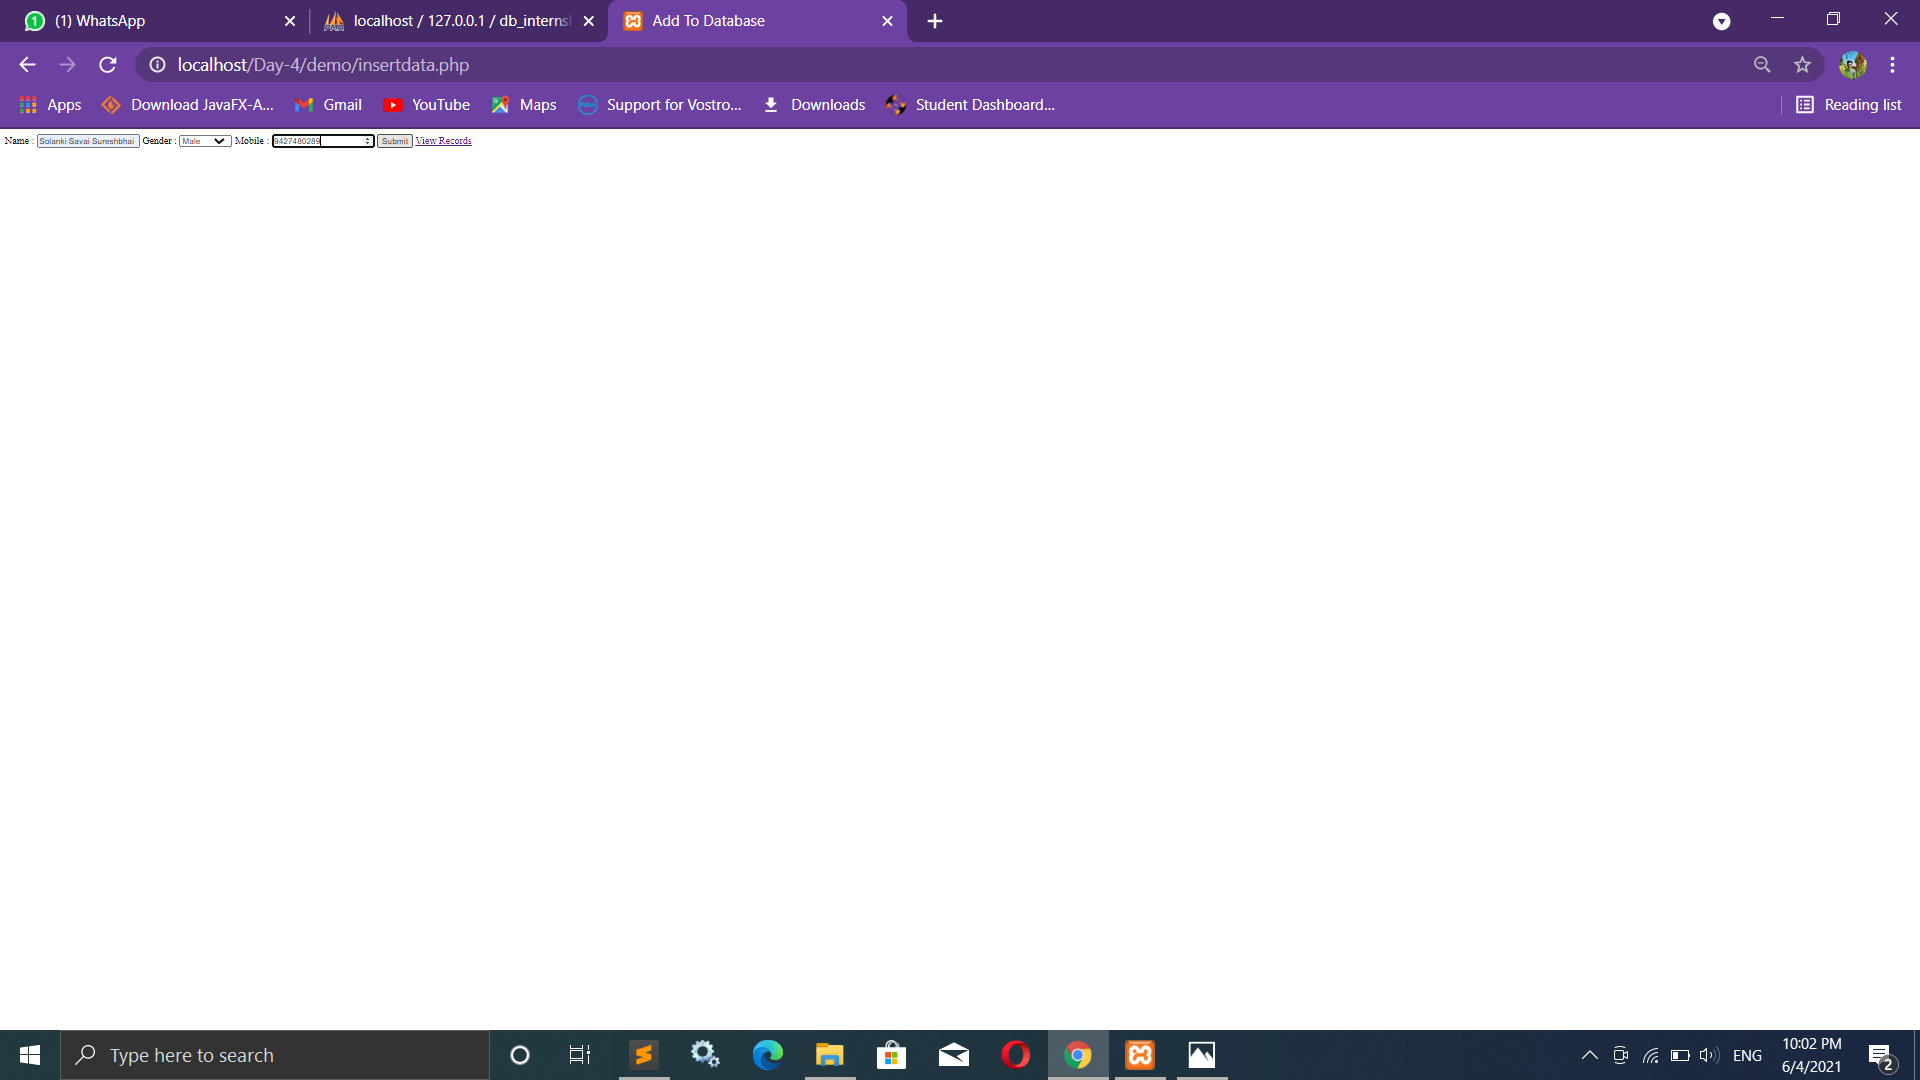 (1) WhatsApp
localhost / 127.0.0.1 / db_interns
Add To Database
localhost/Day-4/demo/insertdata.php
Apps
Download JavaFX-A...
Gmail
YouTube
Maps
Support for Vostro...
Downloads
Student Dashboard...
Reading list
Name : Solanki Savai Sureshbhai Gender : Male Mobile : 9427480289 Submit View Records
Type here to search
ENG
10:02 PM
6/4/2021
2